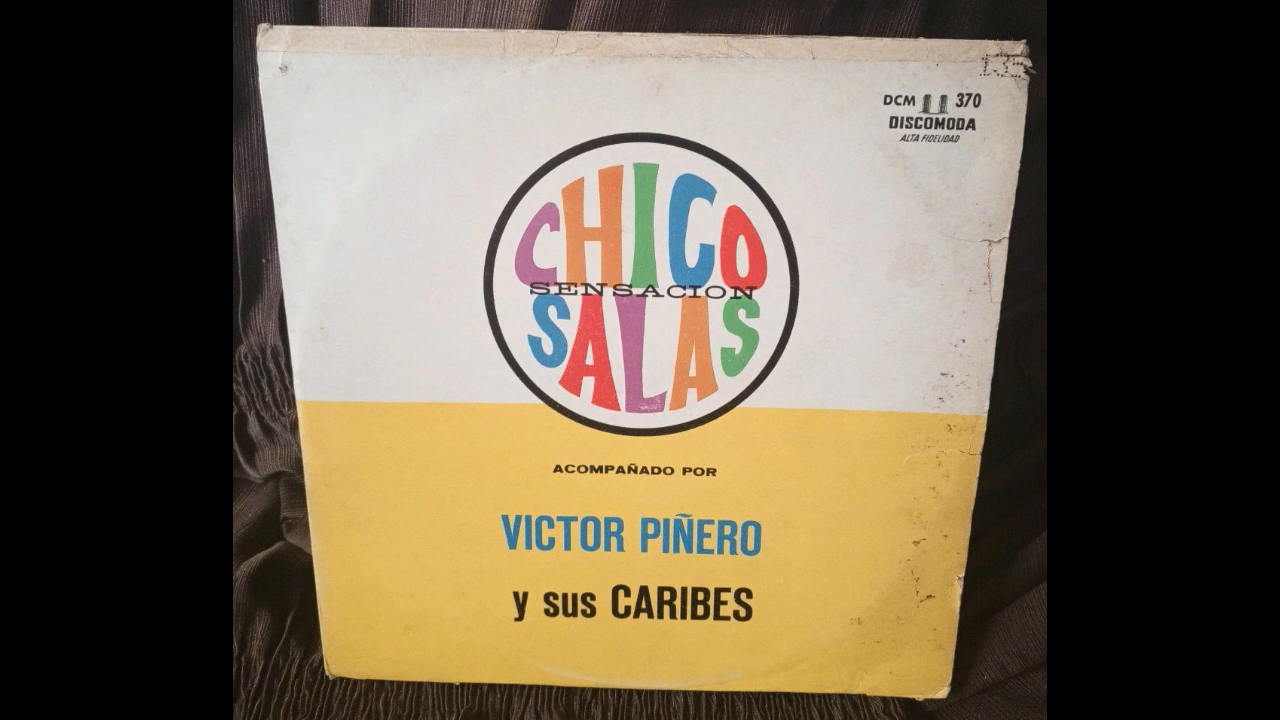 DCM 370
DISCOMODA
ALTA FIDELIDAD
CHICO
SENSACION
SALAS
ACOMPAÑADO POR
VICTOR PIÑERO
y sus CARIBES